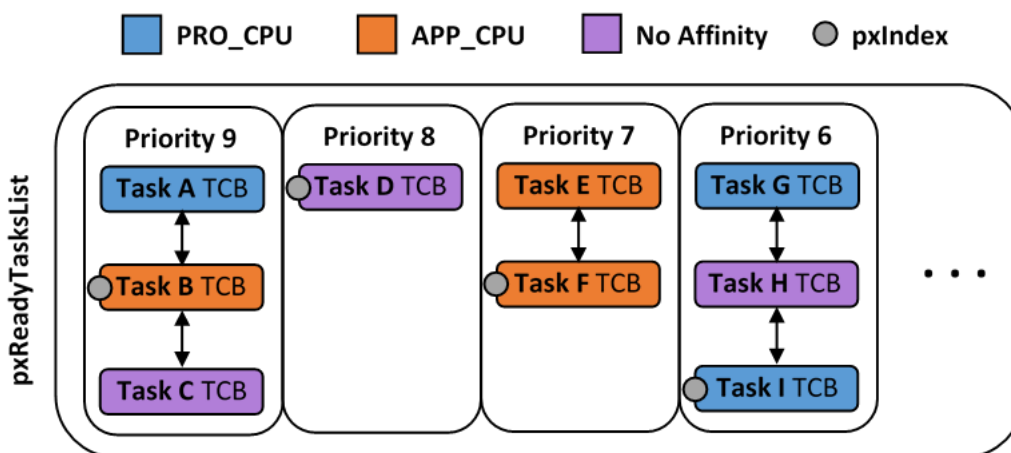 PRO_CPU APP_CPU No Affinity pxIndex
pxReadyTasksList
Priority 9
Task A TCB
Task B TCB
Task C TCB
Priority 8
Task D TCB
Priority 7
Task E TCB
Task F TCB
Priority 6
Task G TCB
Task H TCB
Task I TCB
. . .